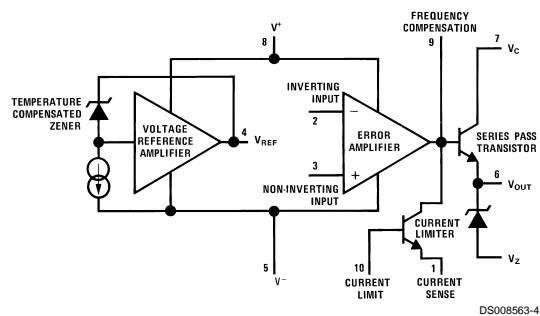 FREQUENCY
COMPENSATION
V+
8
9
7
VC
TEMPERATURE
COMPENSATED
ZENER
INVERTING
INPUT
2
−
VOLTAGE
REFERENCE
AMPLIFIER
4
VREF
ERROR
AMPLIFIER
SERIES PASS
TRANSISTOR
3
+
NON-INVERTING
INPUT
6
VOUT
CURRENT
LIMITER
VZ
5
V−
10
CURRENT
LIMIT
1
CURRENT
SENSE
DS008563-4